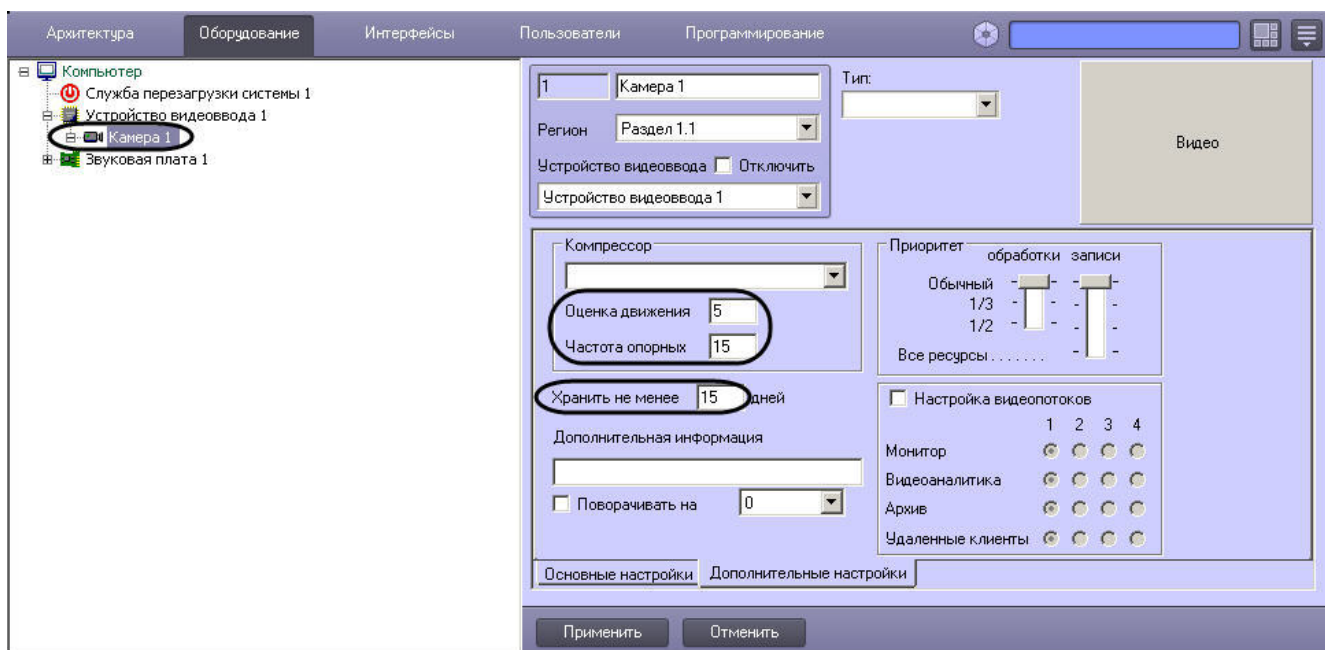 Архитектура Оборудование Интерфейсы Пользователи Программирование
Компьютер
Служба перезагрузки системы 1
Устройство видеоввода 1
Камера 1
Звуковая плата 1
1 Камера 1
Регион Раздел 1.1
Устройство видеоввода Отключить
Устройство видеоввода 1
Тип:
Видео
Компрессор
Оценка движения 5
Частота опорных 15
Хранить не менее 15 дней
Дополнительная информация
Поворачивать на 0
Приоритет
обработки записи
Обычный
1/3
1/2
Все ресурсы.......
Настройка видеопотоков
1 2 3 4
Монитор
Видеоаналитика
Архив
Удаленные клиенты
Основные настройки Дополнительные настройки
Применить Отменить